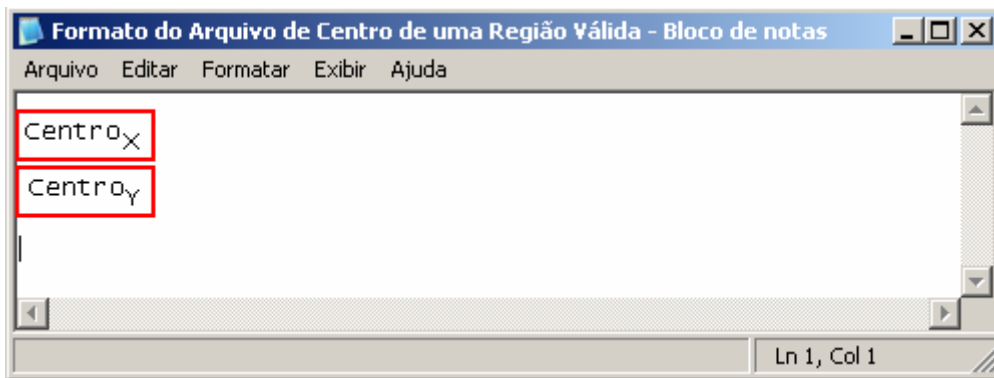 Formato do Arquivo de Centro de uma Região Válida - Bloco de notas
Arquivo Editar Formatar Exibir Ajuda
CentroX
CentroY
Ln 1, Col 1